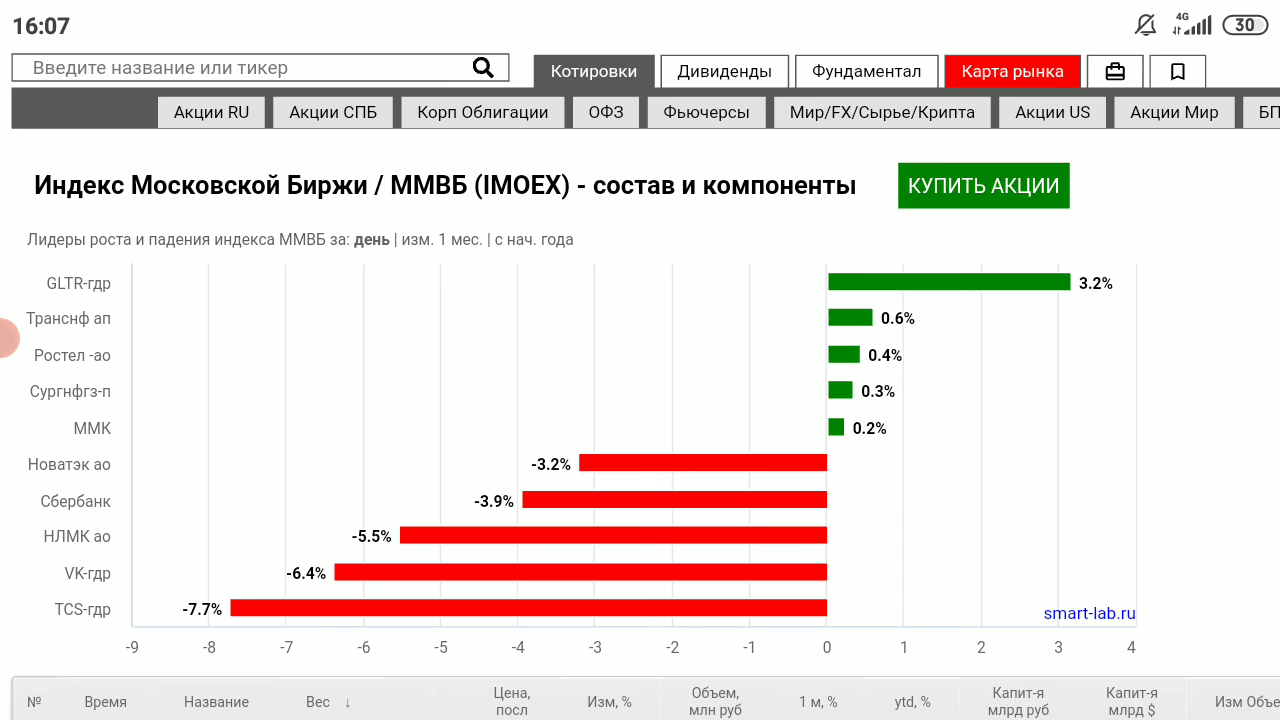 16:07
4G
30
Введите название или тикер
Котировки
Дивиденды
Фундаментал
Карта рынка
Акции RU
Акции СПБ
Корп Облигации
ОФЗ
Фьючерсы
Мир/FX/Сырье/Крипта
Акции US
Акции Мир
БП
Индекс Московской Биржи / ММВБ (IMOEX) - состав и компоненты
КУПИТЬ АКЦИИ
Лидеры роста и падения индекса ММВБ за: день | изм. 1 мес. | с нач. года
GLTR-гдр 3.2%
Транснф ап 0.6%
Ростел -ао 0.4%
Сургнфгз-п 0.3%
ММК 0.2%
Новатэк ао -3.2%
Сбербанк -3.9%
НЛМК ао -5.5%
VK-гдр -6.4%
TCS-гдр -7.7%
smart-lab.ru
-9 -8 -7 -6 -5 -4 -3 -2 -1 0 1 2 3 4
№
Время
Название
Вес ↓
Цена,
посл
Изм, %
Объем,
млн руб
1 м, %
ytd, %
Капит-я
млрд руб
Капит-я
млрд $
Изм Объе